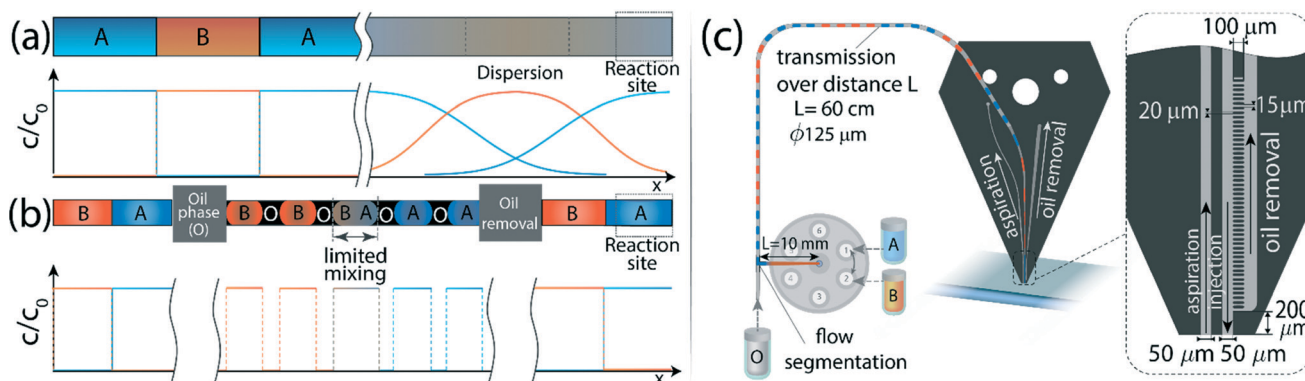 (a)
A B A
Dispersion
Reaction
site
c/c₀
x
(b)
B A
Oil
phase
(O)
B O B O B A O A O A
Oil
removal
B A
Reaction
site
limited
mixing
c/c₀
x
(c)
transmission
over distance L
L= 60 cm
ϕ125 µm
aspiration
oil removal
L=10 mm
6
1
5
2
4
3
A
B
O
flow
segmentation
100 µm
20 µm
15 µm
aspiration
injection
oil removal
200
µm
50 µm 50 µm